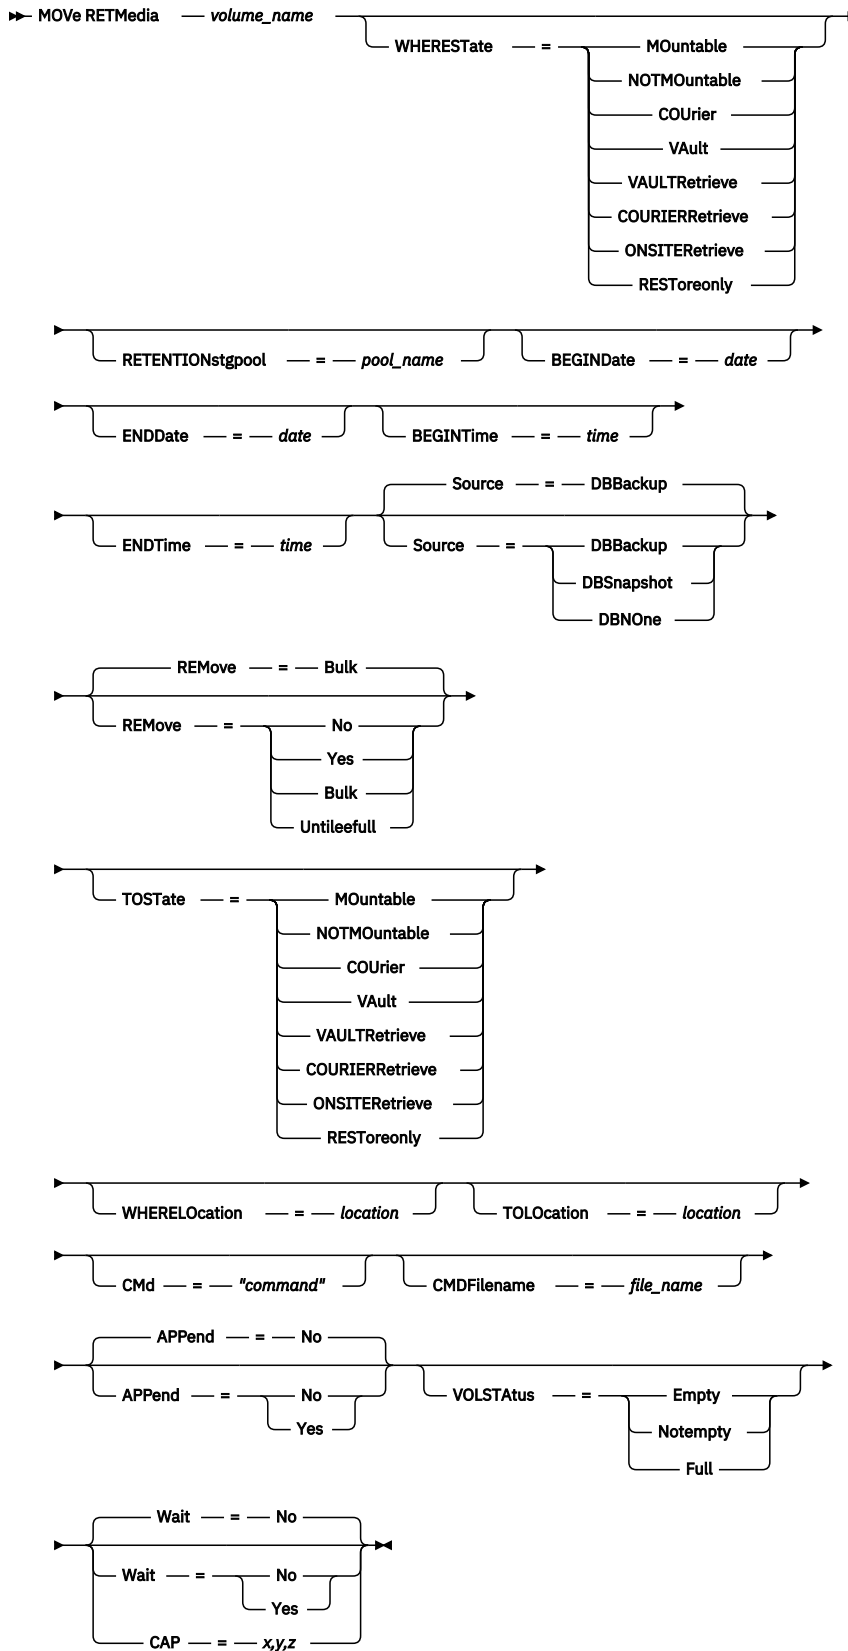 MOVe RETMedia — volume_name
WHERESTate = MOuntable
NOTMOuntable
COUrier
VAult
VAULTRetrieve
COURIERRetrieve
ONSITERetrieve
RESToreonly
RETENTIONstgpool = pool_name BEGINDate = date
ENDDate = date BEGINTime = time
Source = DBBackup
ENDTime = time Source = DBBackup
DBSnapshot
DBNOne
REMove = Bulk
REMove = No
Yes
Bulk
Untileefull
TOSTate = MOuntable
NOTMOuntable
COUrier
VAult
VAULTRetrieve
COURIERRetrieve
ONSITERetrieve
RESToreonly
WHERELOcation = location TOLOcation = location
CMd = "command" CMDFilename = file_name
APPend = No
APPend = No VOLSTAtus = Empty
Yes Notempty
Full
Wait = No
Wait = No
Yes
CAP = x,y,z